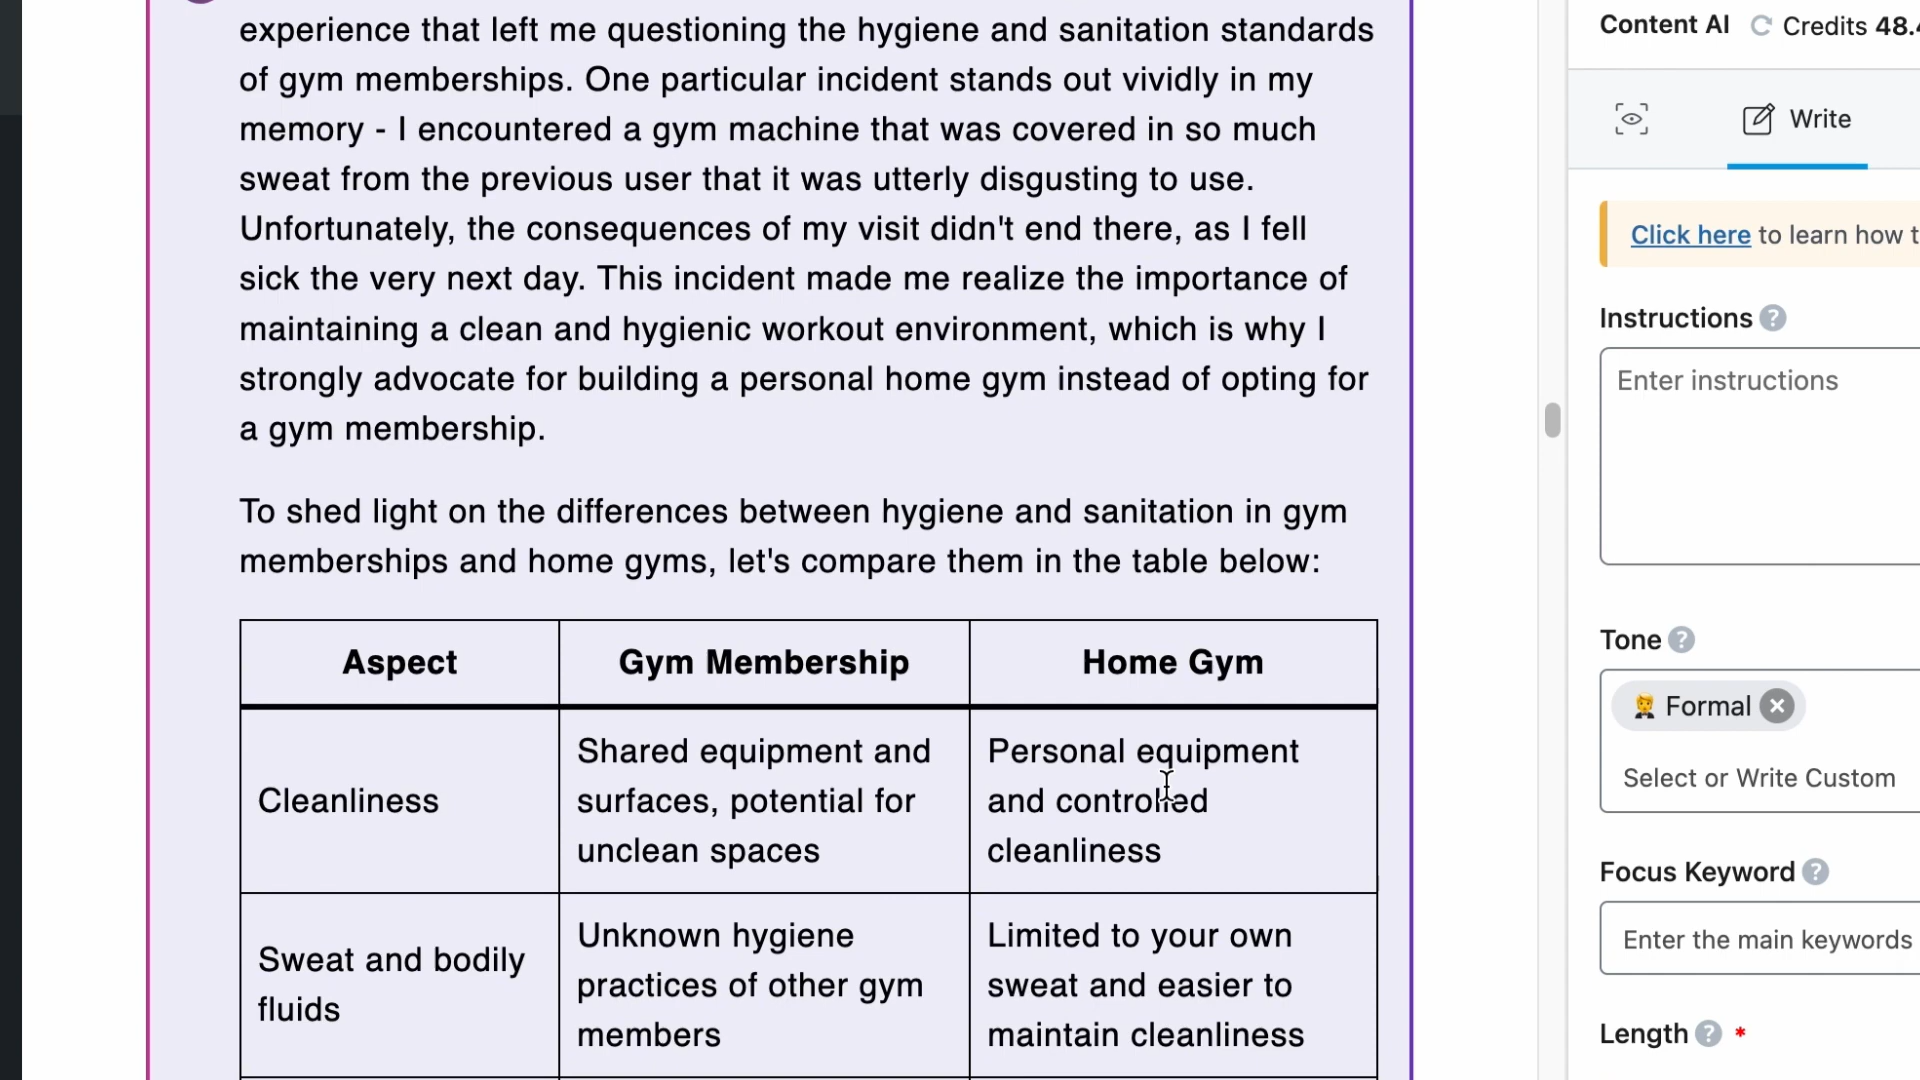 experience that left me questioning the hygiene and sanitation standards
of gym memberships. One particular incident stands out vividly in my
memory - I encountered a gym machine that was covered in so much
sweat from the previous user that it was utterly disgusting to use.
Unfortunately, the consequences of my visit didn't end there, as I fell
sick the very next day. This incident made me realize the importance of
maintaining a clean and hygienic workout environment, which is why I
strongly advocate for building a personal home gym instead of opting for
a gym membership.
To shed light on the differences between hygiene and sanitation in gym
memberships and home gyms, let's compare them in the table below:
Aspect
Gym Membership
Home Gym
Cleanliness
Shared equipment and
surfaces, potential for
unclean spaces
Personal equipment
and controlled
cleanliness
Sweat and bodily
fluids
Unknown hygiene
practices of other gym
members
Limited to your own
sweat and easier to
maintain cleanliness
Content AI
Credits 48.
Write
Click here to learn how
Instructions ?
Enter instructions
Tone ?
Formal
Select or Write Custom
Focus Keyword ?
Enter the main keywords
Length ? *